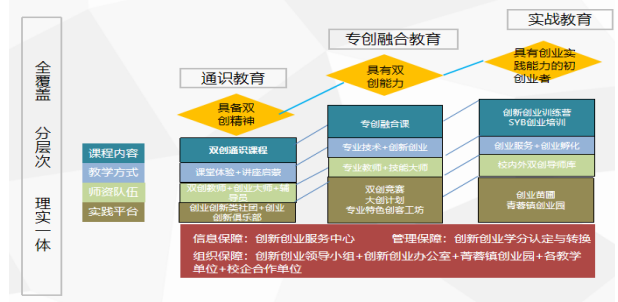 实战教育
专创融合教育
通识教育
具有创业实
践能力的初
创业者
具有双
创能力
具备双
创精神
全覆盖
分层次
理实一体
课程内容
教学方式
师资队伍
实践平台
双创通识课程
课堂体验+讲座启蒙
双创教师+创业大师+辅
导员
创业创新类社团+创业
创新俱乐部
专创融合课
专业技术+创新创业
专业教师+技能大师
双创竞赛
大创计划
专业特色创客工坊
创新创业训练营
SYB创业培训
创业服务+创业孵化
校内外双创导师库
创业苗圃
菁蓉镇创业园
信息保障：创新创业服务中心 管理保障：创新创业学分认定与转换
组织保障：创新创业领导小组+创新创业办公室+菁蓉镇创业园+各教学
单位+校企合作单位